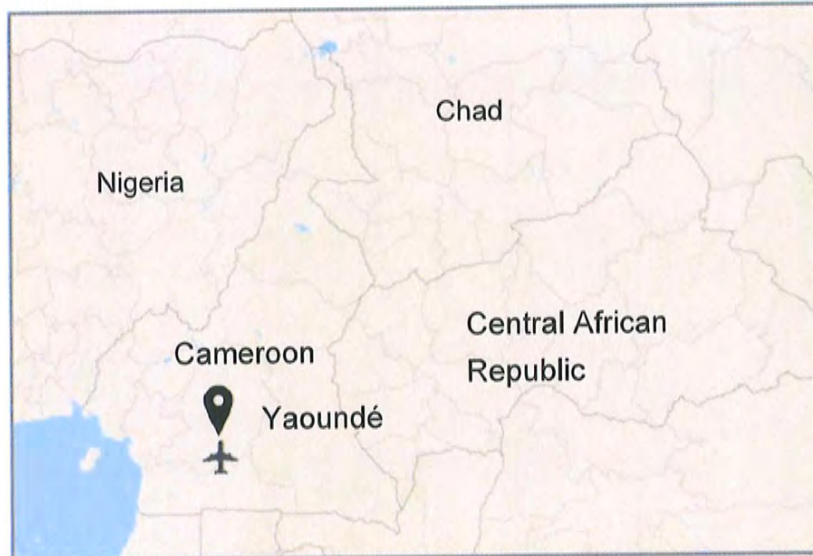 Chad
Nigeria
Central African
Republic
Cameroon
Yaoundé